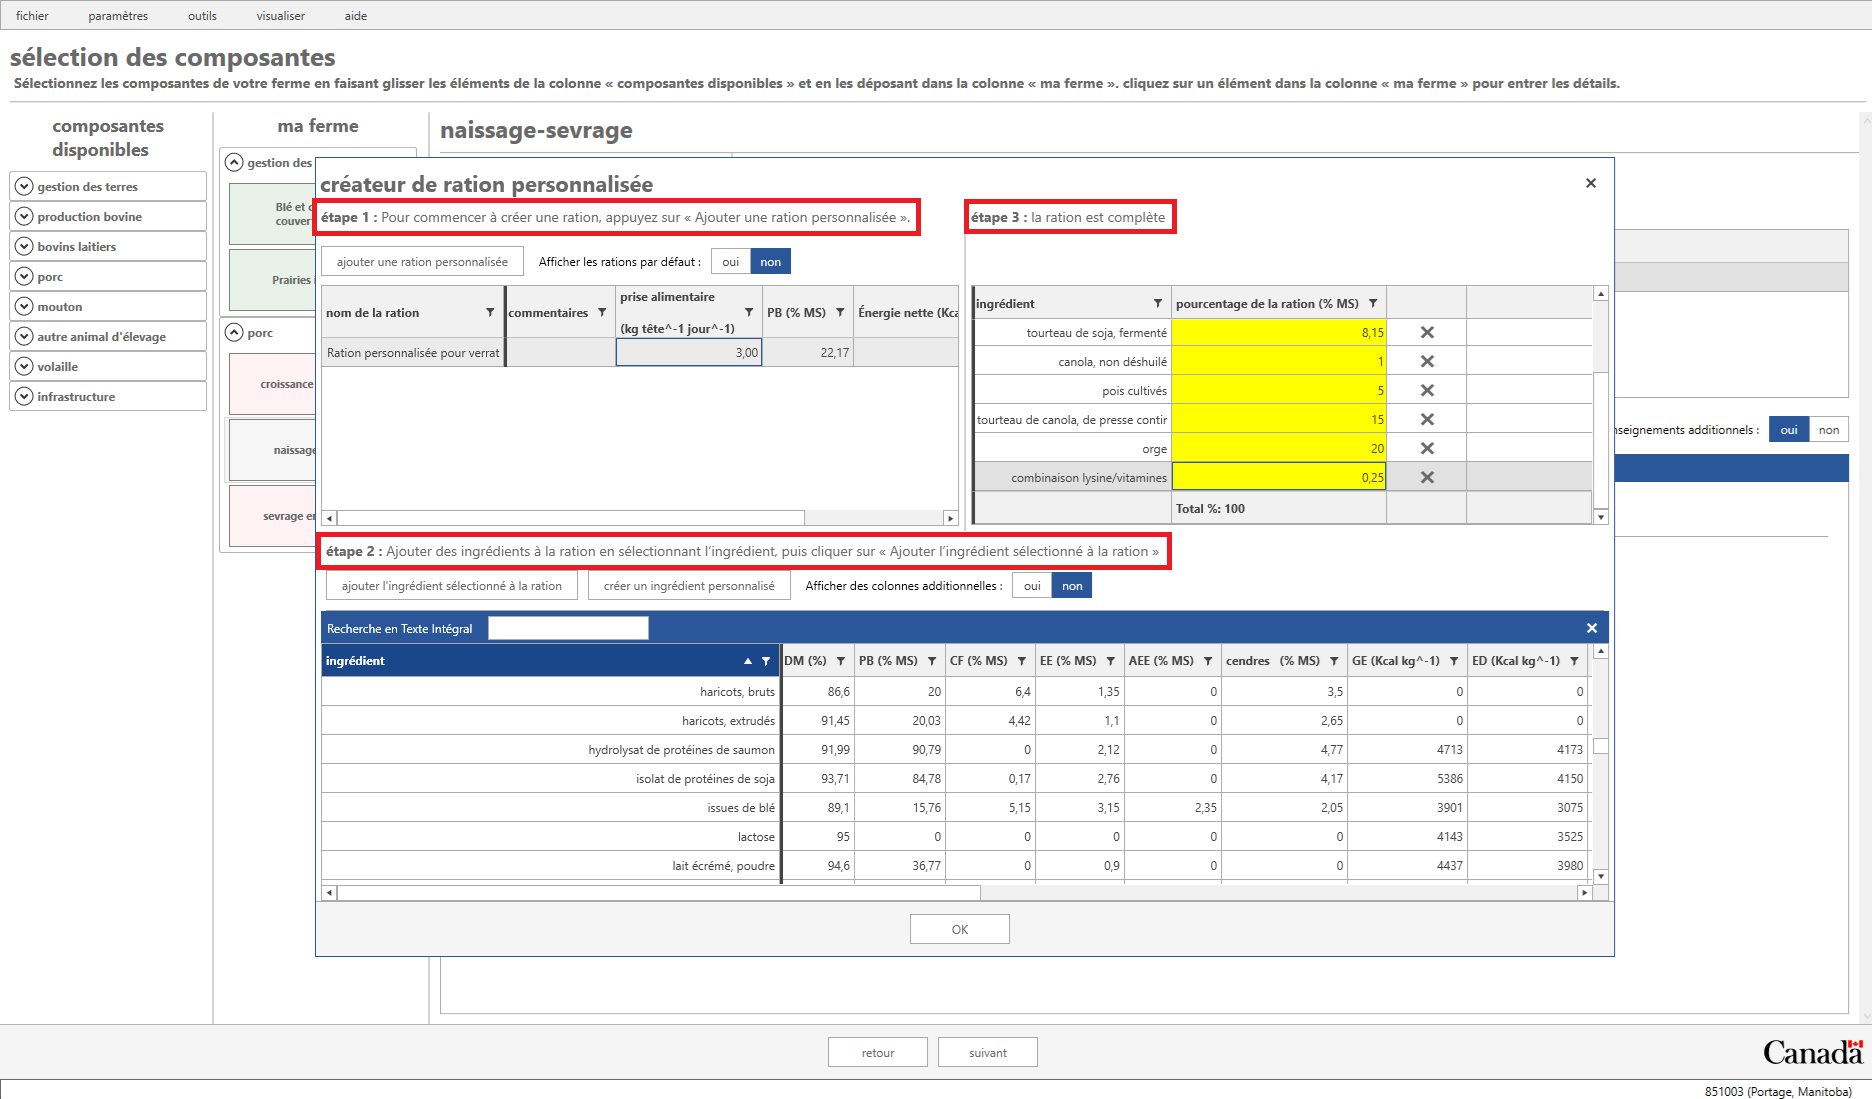 fichier paramètres outils visualiser aide
sélection des composantes
Sélectionnez les composantes de votre ferme en faisant glisser les éléments de la colonne « composantes disponibles » et en les déposant dans la colonne « ma ferme ». cliquez sur un élément dans la colonne « ma ferme » pour entrer les détails.
composantes
disponibles
gestion des terres
production bovine
bovins laitiers
porc
mouton
autre animal d'élevage
volaille
infrastructure
ma ferme
gestion des
Blé et
couver
Prairies
porc
croissance
naissage
sevrage
naissage-sevrage
créateur de ration personnalisée
étape 1 : Pour commencer à créer une ration, appuyez sur « Ajouter une ration personnalisée ».
ajouter une ration personnalisée Afficher les rations par défaut : oui non
nom de la ration commentaires prise alimentaire (kg tête^-1 jour^-1) PB (% MS) Énergie nette (Kca
Ration personnalisée pour verrat 3,00 22,17
étape 3 : la ration est complète
ingrédient pourcentage de la ration (% MS)
tourteau de soja, fermenté 8,15
canola, non déshuilé 1
pois cultivés 5
tourteau de canola, de presse contir 15
orge 20
combinaison lysine/vitamines 0,25
Total %: 100
nseignements additionnels : oui non
étape 2 : Ajouter des ingrédients à la ration en sélectionnant l’ingrédient, puis cliquer sur « Ajouter l’ingrédient sélectionné à la ration »
ajouter l'ingrédient sélectionné à la ration créer un ingrédient personnalisé Afficher des colonnes additionnelles : oui non
Recherche en Texte Intégral
ingrédient DM (%) PB (% MS) CF (% MS) EE (% MS) AEE (% MS) cendres (% MS) GE (Kcal kg^-1) ED (Kcal kg^-1)
haricots, bruts 86,6 20 6,4 1,35 0 3,5 0 0
haricots, extrudés 91,45 20,03 4,42 1,1 0 2,65 0 0
hydrolysat de protéines de saumon 91,99 90,79 0 2,12 0 4,77 4713 4173
isolat de protéines de soja 93,71 84,78 0,17 2,76 0 4,17 5386 4150
issues de blé 89,1 15,76 5,15 3,15 2,35 2,05 3901 3075
lactose 95 0 0 0 0 0 4143 3525
lait écrémé, poudre 94,6 36,77 0 0,9 0 0 4437 3980
OK
retour suivant
Canada
851003 (Portage, Manitoba)